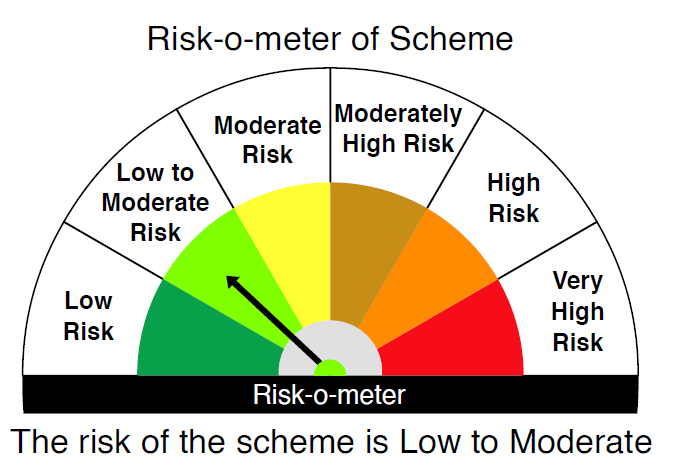 Risk-o-meter of Scheme
Low
Risk
Low to
Moderate
Risk
Moderate
Risk
Moderately
High Risk
High
Risk
Very
High
Risk
Risk-o-meter
The risk of the scheme is Low to Moderate